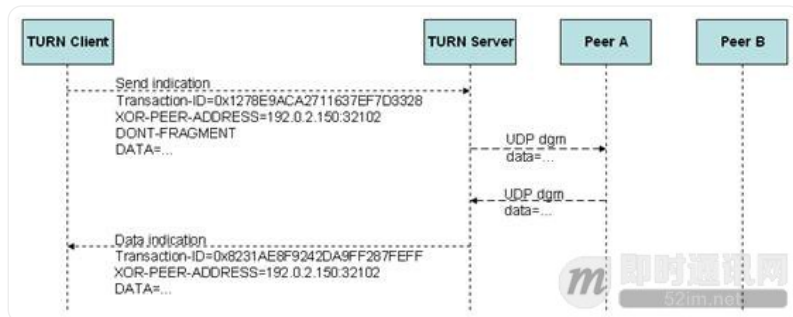 TURN Client
TURN Server
Peer A
Peer B
Send indication
Transaction-ID=0x1278E9ACA2711637EF7D3328
XOR-PEER-ADDRESS=192.0.2.150:32102
DONT-FRAGMENT
DATA=...
UDP dgm
data=...
UDP dgm
data=...
Data indication
Transaction-ID=0x8231AE8F9242DA9FF287FEFF
XOR-PEER-ADDRESS=192.0.2.150:32102
DATA=...
m 即时通讯网
52im.net